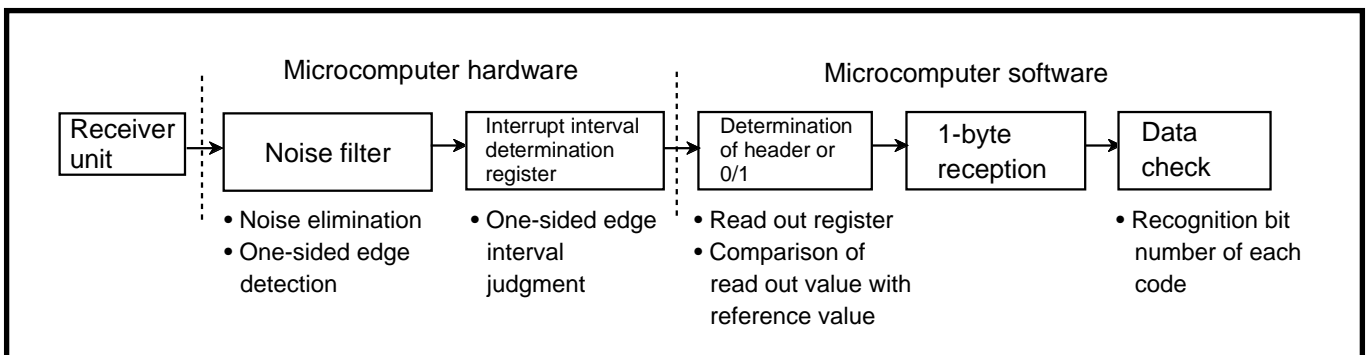 Microcomputer hardware
Microcomputer software
Receiver
unit
Noise filter
Interrupt interval
determination
register
Determination
of header or
0/1
1-byte
reception
Data
check
• Noise elimination
• One-sided edge
detection
• One-sided edge
interval
judgment
• Read out register
• Comparison of
read out value with
reference value
• Recognition bit
number of each
code